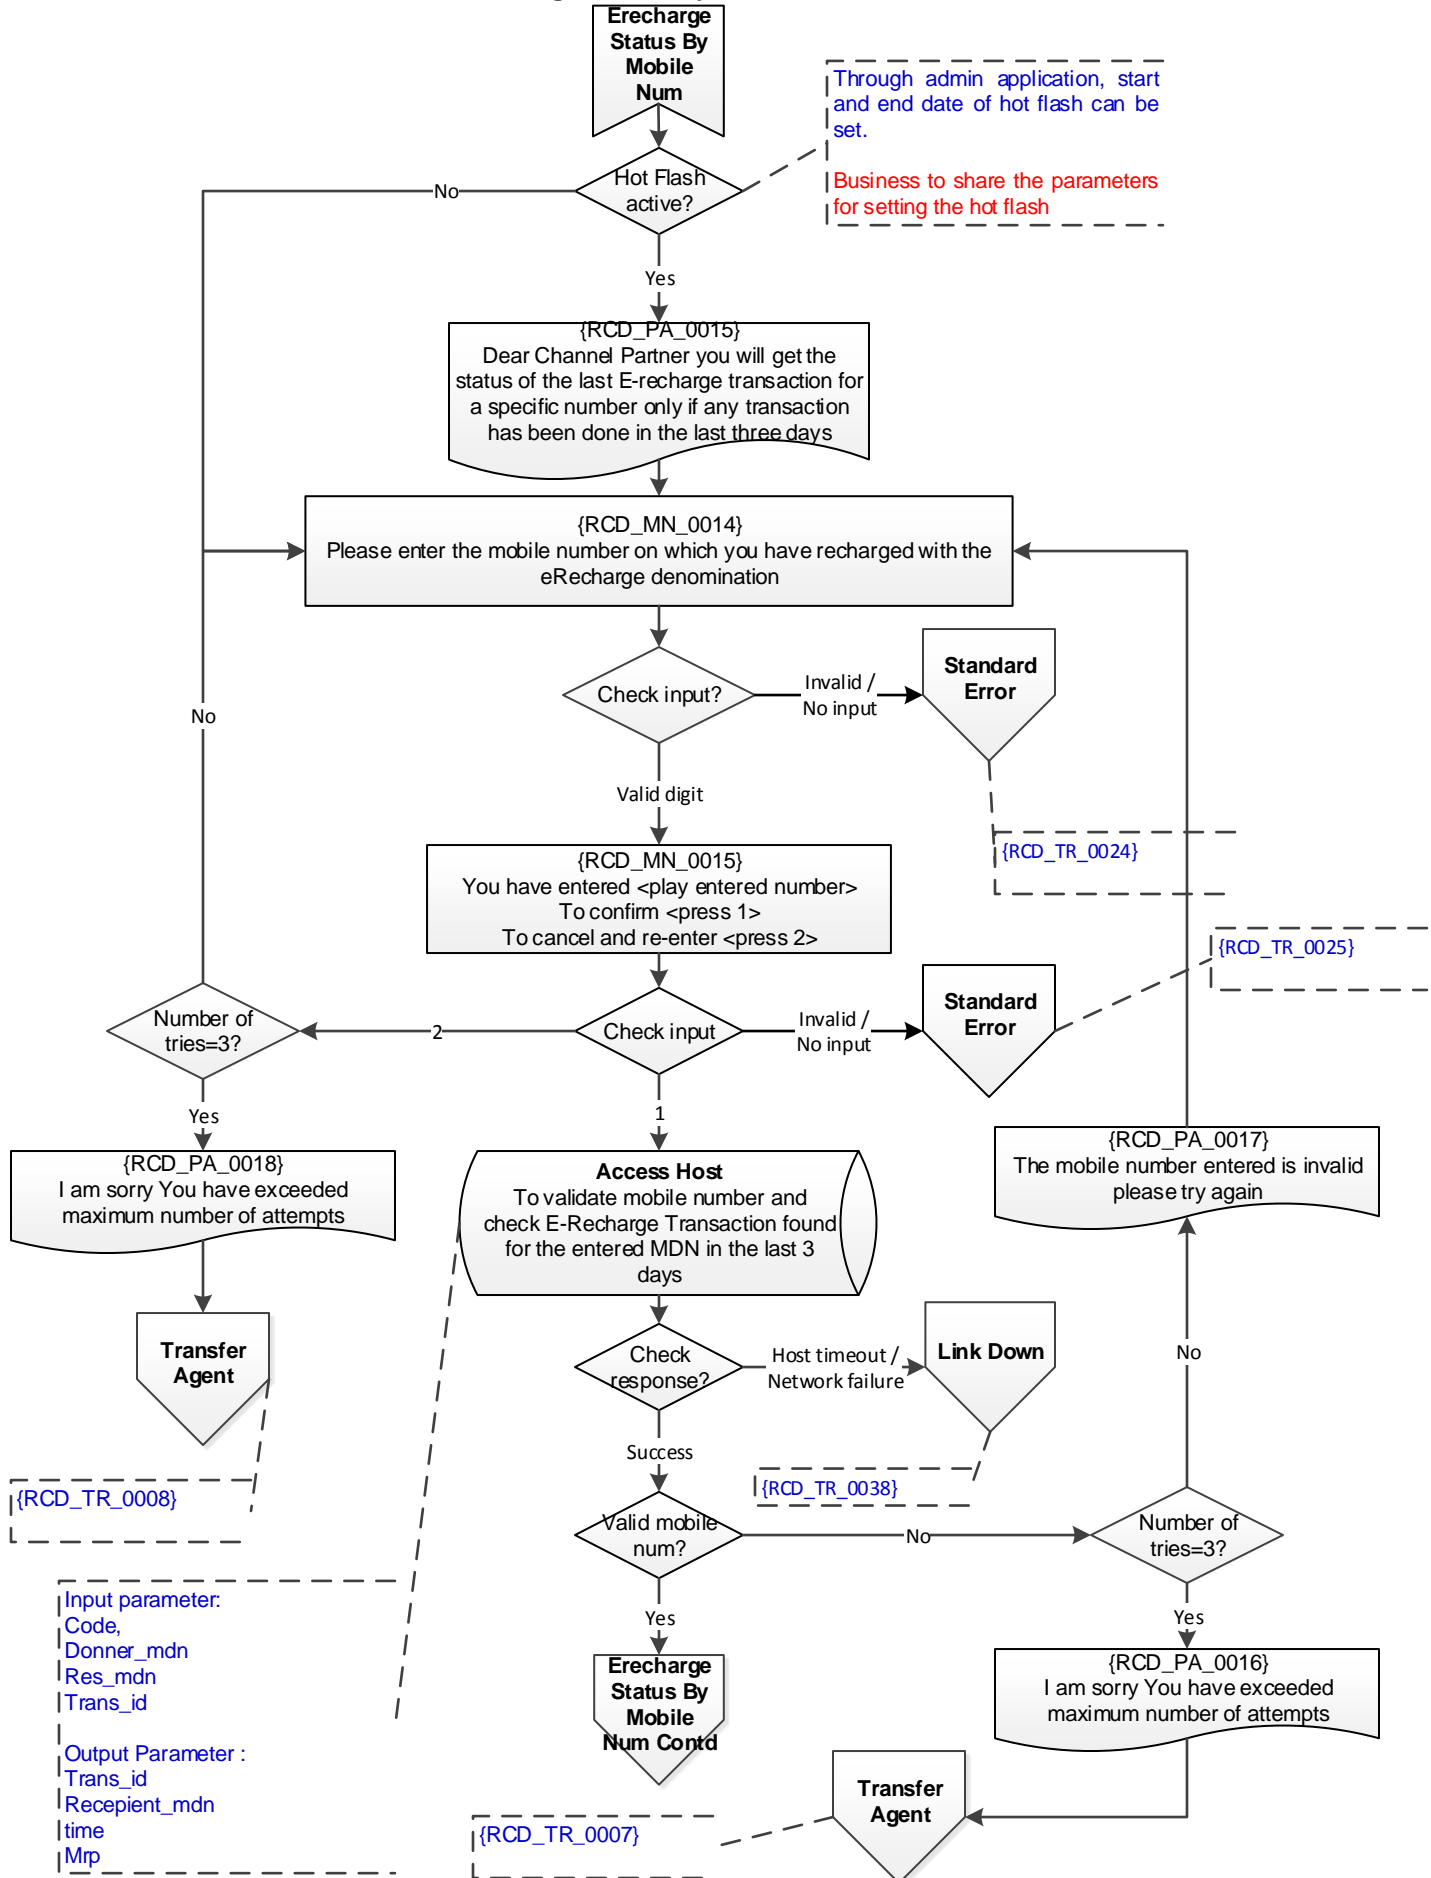 Erecharge
Status By
Mobile
Num
Through admin application, start
and end date of hot flash can be
set.
Business to share the parameters
for setting the hot flash
Hot Flash
active?
No
Yes
{RCD_PA_0015}
Dear Channel Partner you will get the
status of the last E-recharge transaction for
a specific number only if any transaction
has been done in the last three days
{RCD_MN_0014}
Please enter the mobile number on which you have recharged with the
eRecharge denomination
Check input?
Invalid /
No input
Standard
Error
No
Valid digit
{RCD_TR_0024}
{RCD_MN_0015}
You have entered <play entered number>
To confirm <press 1>
To cancel and re-enter <press 2>
{RCD_TR_0025}
Number of
tries=3?
2
Check input
Invalid /
No input
Standard
Error
Yes
1
{RCD_PA_0018}
I am sorry You have exceeded
maximum number of attempts
Access Host
To validate mobile number and
check E-Recharge Transaction found
for the entered MDN in the last 3
days
{RCD_PA_0017}
The mobile number entered is invalid
please try again
Transfer
Agent
Check
response?
Host timeout /
Network failure
Link Down
No
Success
{RCD_TR_0008}
{RCD_TR_0038}
Valid mobile
num?
No
Number of
tries=3?
Input parameter:
Code,
Donner_mdn
Res_mdn
Trans_id
Output Parameter :
Trans_id
Recepient_mdn
time
Mrp
Yes
Yes
Erecharge
Status By
Mobile
Num Contd
{RCD_PA_0016}
I am sorry You have exceeded
maximum number of attempts
Transfer
Agent
{RCD_TR_0007}